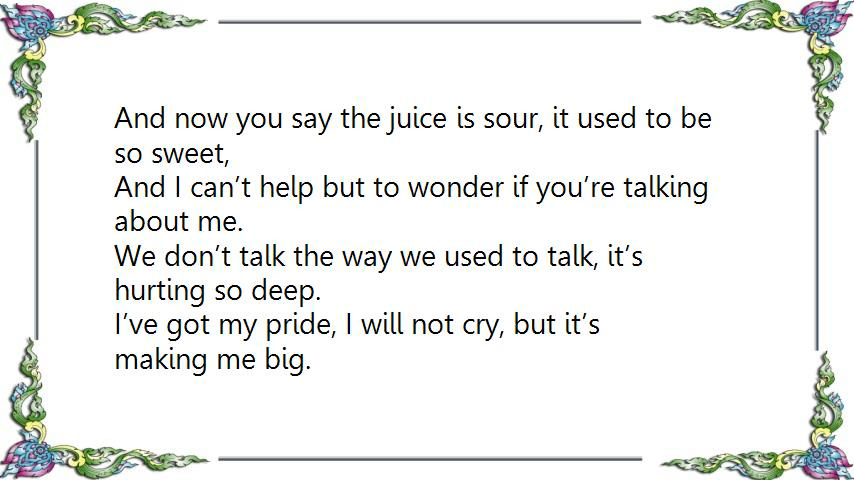 And now you say the juice is sour, it used to be
so sweet,
And I can’t help but to wonder if you’re talking
about me.
We don’t talk the way we used to talk, it’s
hurting so deep.
I’ve got my pride, I will not cry, but it’s
making me big.